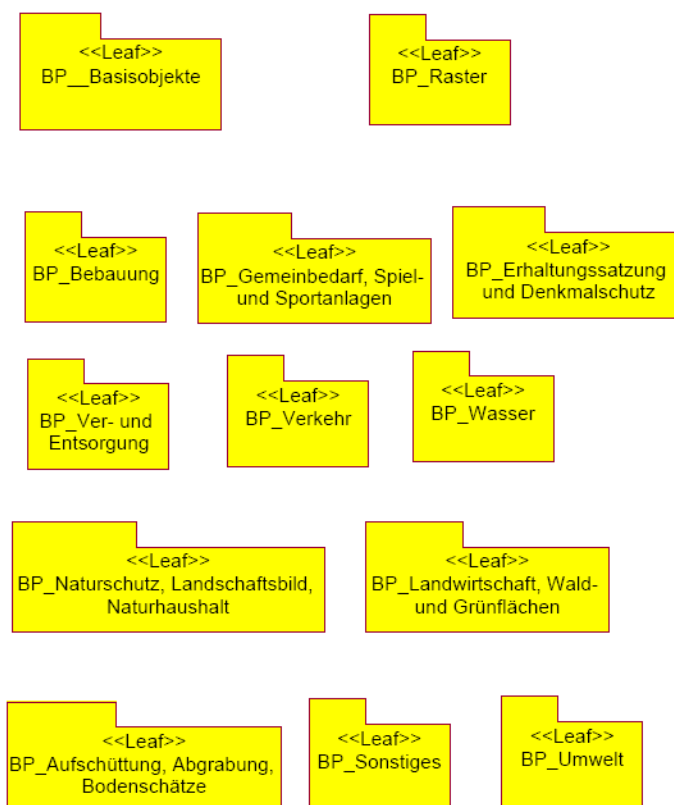 <<Leaf>>
BP__Basisobjekte
<<Leaf>>
BP_Raster
<<Leaf>>
BP_Bebauung
<<Leaf>>
BP_Gemeinbedarf, Spiel-
und Sportanlagen
<<Leaf>>
BP_Erhaltungssatzung
und Denkmalschutz
<<Leaf>>
BP_Ver- und
Entsorgung
<<Leaf>>
BP_Verkehr
<<Leaf>>
BP_Wasser
<<Leaf>>
BP_Naturschutz, Landschaftsbild,
Naturhaushalt
<<Leaf>>
BP_Landwirtschaft, Wald-
und Grünflächen
<<Leaf>>
BP_Aufschüttung, Abgrabung,
Bodenschätze
<<Leaf>>
BP_Sonstiges
<<Leaf>>
BP_Umwelt